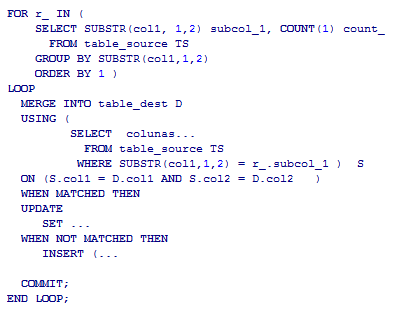 FOR r_ IN (
SELECT SUBSTR(col1, 1,2) subcol_1, COUNT(1) count_
FROM table_source TS
GROUP BY SUBSTR(col1,1,2)
ORDER BY 1 )
LOOP
MERGE INTO table_dest D
USING (
SELECT colunas...
FROM table_source TS
WHERE SUBSTR(col1,1,2) = r_.subcol_1 ) S
ON (S.col1 = D.col1 AND S.col2 = D.col2 )
WHEN MATCHED THEN
UPDATE
SET ...
WHEN NOT MATCHED THEN
INSERT (...
COMMIT;
END LOOP;